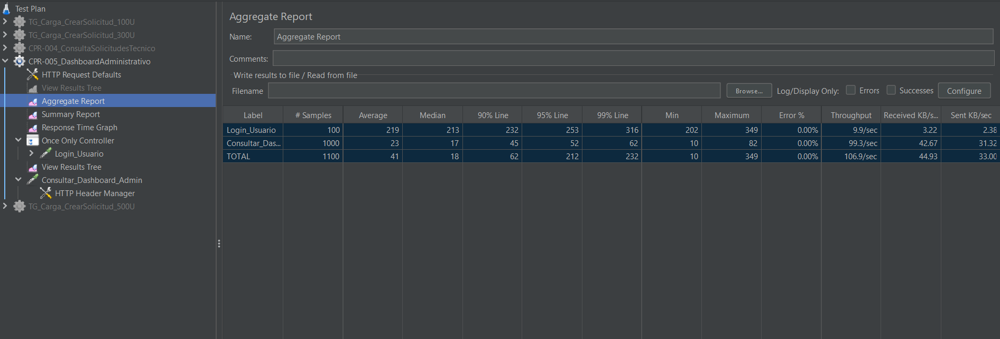 Test Plan
TG_Carga_CrearSolicitud_100U
TG_Carga_CrearSolicitud_300U
CPR-004_ConsultaSolicitudesTecnico
CPR-005_DashboardAdministrativo
HTTP Request Defaults
View Results Tree
Aggregate Report
Summary Report
Response Time Graph
Once Only Controller
Login_Usuario
View Results Tree
Consultar_Dashboard_Admin
HTTP Header Manager
TG_Carga_CrearSolicitud_500U
Aggregate Report
Name: Aggregate Report
Comments:
Write results to file / Read from file
Filename Browse... Log/Display Only: Errors Successes Configure
Label # Samples Average Median 90% Line 95% Line 99% Line Min Maximum Error % Throughput Received KB/s... Sent KB/sec
Login_Usuario 100 219 213 232 253 316 202 349 0.00% 9.9/sec 3.22 2.38
Consultar_Das... 1000 23 17 45 52 62 10 82 0.00% 99.3/sec 42.67 31.32
TOTAL 1100 41 18 62 212 232 10 349 0.00% 106.9/sec 44.93 33.00